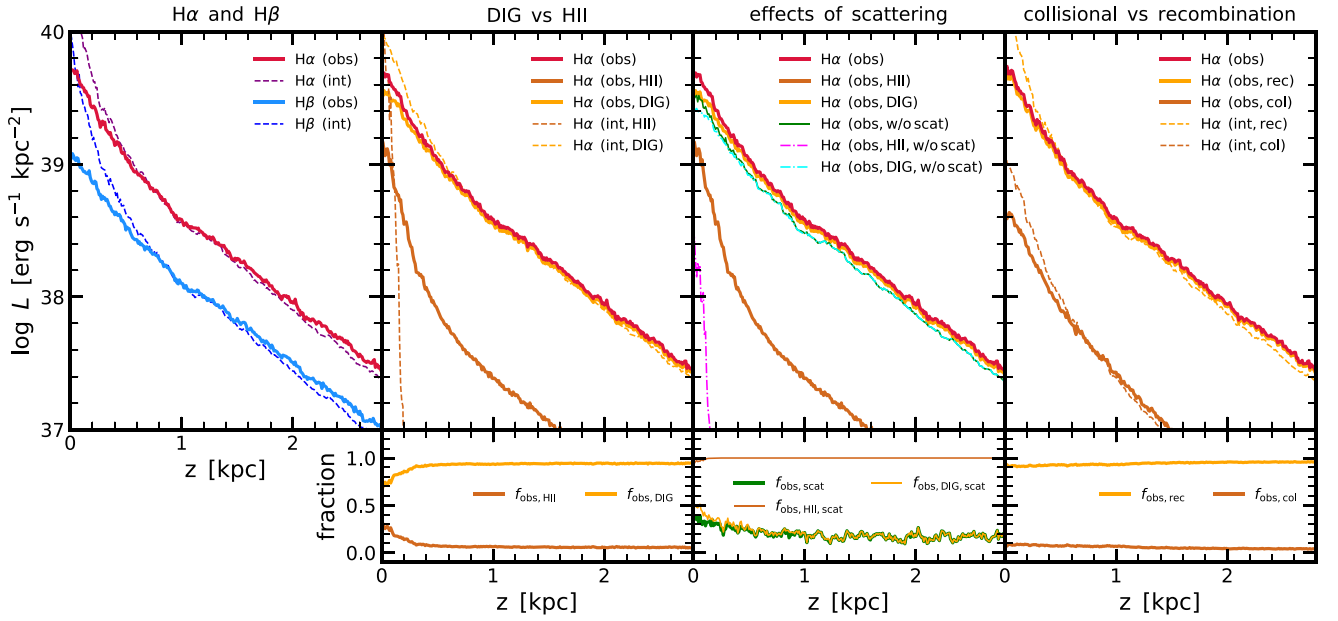 Hα and Hβ
DIG vs HII
effects of scattering
collisional vs recombination
log L [erg s⁻¹ kpc⁻²]
40
39
38
37
Hα (obs)
Hα (int)
Hβ (obs)
Hβ (int)
0
1
2
z [kpc]
Hα (obs)
Hα (obs, HII)
Hα (obs, DIG)
Hα (int, HII)
Hα (int, DIG)
Hα (obs)
Hα (obs, HII)
Hα (obs, DIG)
Hα (obs, w/o scat)
Hα (obs, HII, w/o scat)
Hα (obs, DIG, w/o scat)
Hα (obs)
Hα (obs, rec)
Hα (obs, col)
Hα (int, rec)
Hα (int, col)
fraction
1.0
0.5
0.0
f_obs, HII f_obs, DIG
f_obs, scat f_obs, DIG, scat
f_obs, HII, scat
f_obs, rec f_obs, col
0 1 2
z [kpc]
0 1 2
z [kpc]
0 1 2
z [kpc]